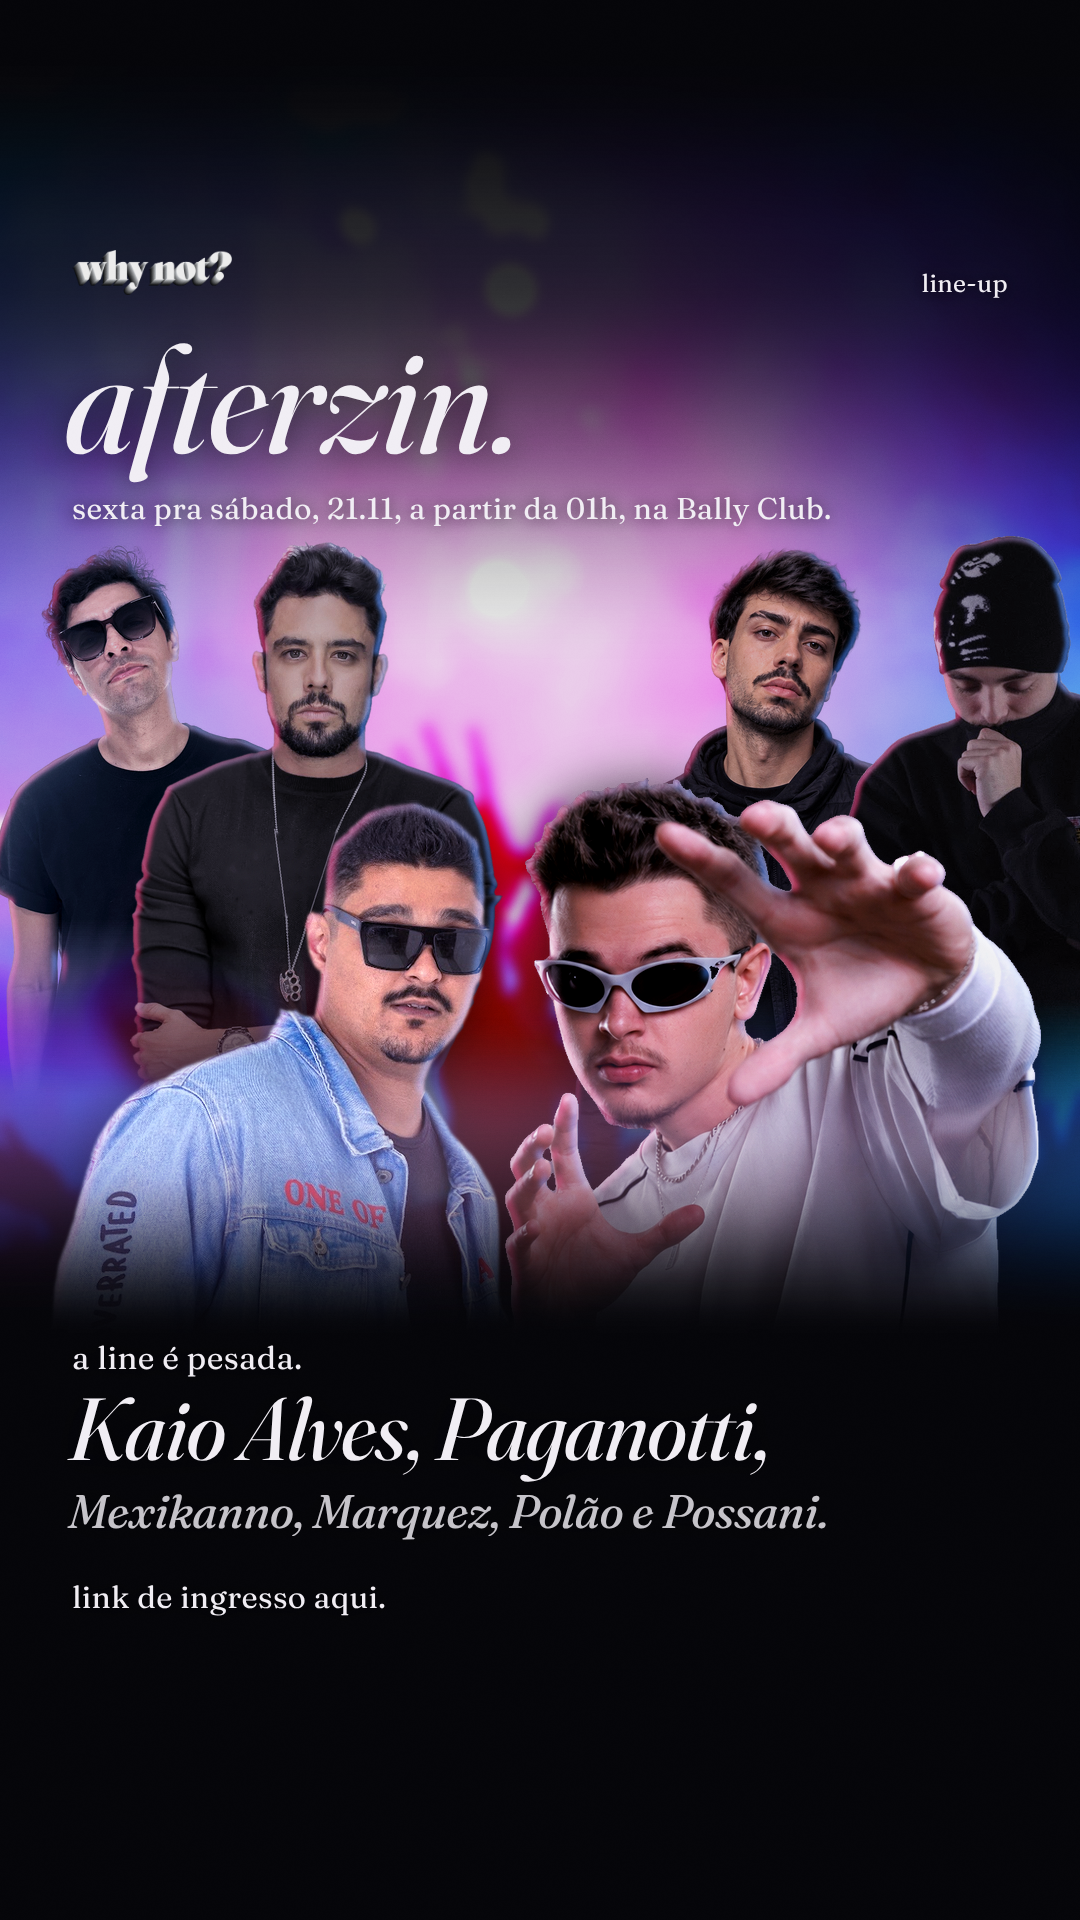 why not?
line-up
afterzin.
sexta pra sábado, 21.11, a partir da 01h, na Bally Club.
ONE OF
VERRATED
a line é pesada.
Kaio Alves, Paganotti,
Mexikanno, Marquez, Polão e Possani.
link de ingresso aqui.